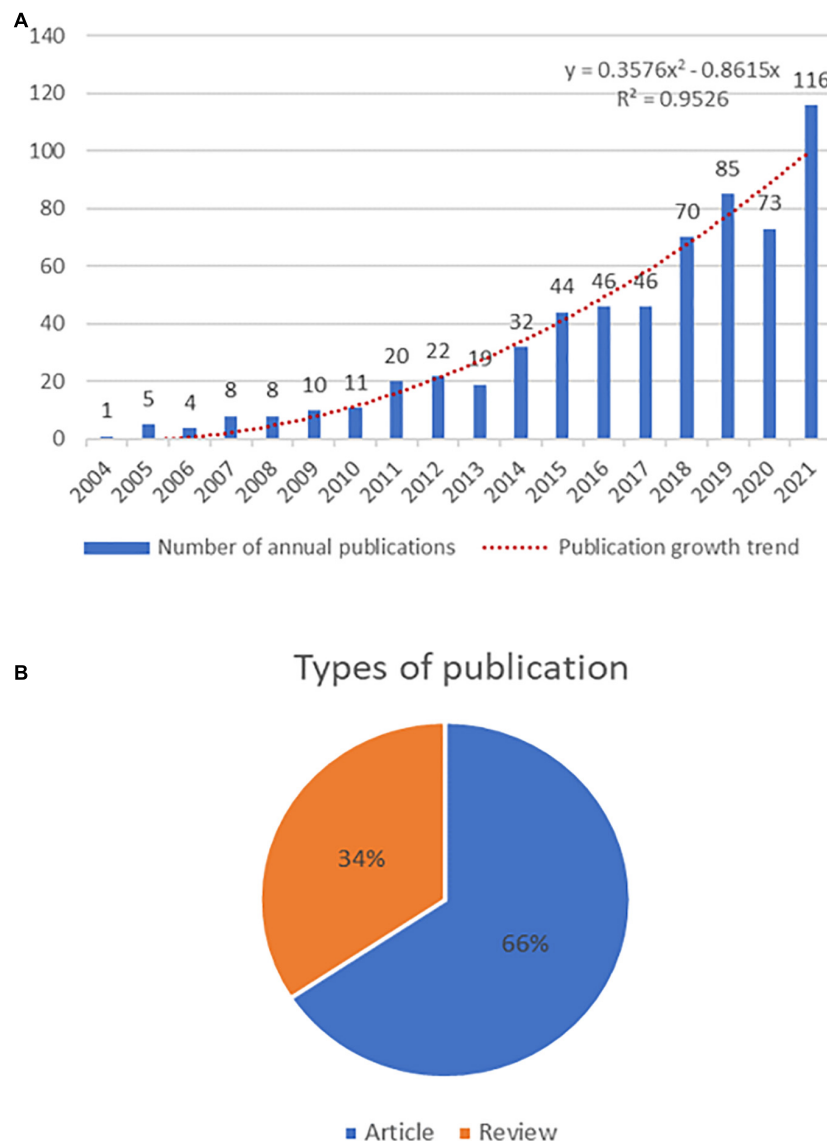 A
140
120
100
80
60
40
20
0
y = 0.3576x² - 0.8615x
R² = 0.9526
1 5 4 8 8 10 11 20 22 19 32 44 46 46 70 85 73 116
2004 2005 2006 2007 2008 2009 2010 2011 2012 2013 2014 2015 2016 2017 2018 2019 2020 2021
Number of annual publications Publication growth trend
B
Types of publication
34%
66%
Article Review